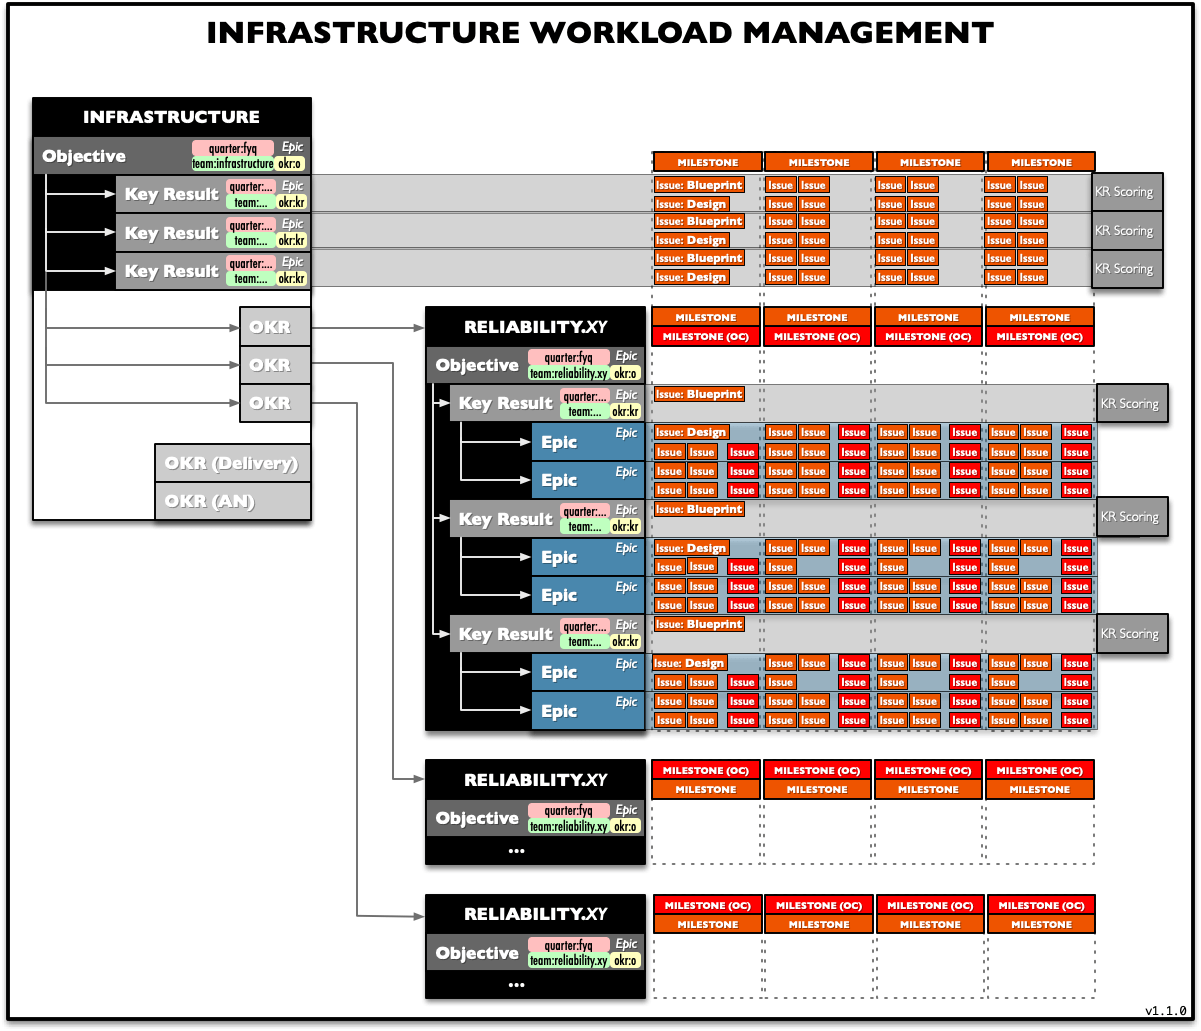 INFRASTRUCTURE WORKLOAD MANAGEMENT
INFRASTRUCTURE
Objective quarter:fyq Epic
team:infrastructure okr:o
MILESTONE MILESTONE MILESTONE MILESTONE
Key Result quarter:... Epic
team:... okr:kr
Issue: Blueprint Issue Issue Issue Issue Issue Issue
KR Scoring
Issue: Design Issue Issue Issue Issue Issue Issue
Key Result quarter:... Epic
team:... okr:kr
Issue: Blueprint Issue Issue Issue Issue Issue Issue
KR Scoring
Issue: Design Issue Issue Issue Issue Issue Issue
Key Result quarter:... Epic
team:... okr:kr
Issue: Blueprint Issue Issue Issue Issue Issue Issue
KR Scoring
Issue: Design Issue Issue Issue Issue Issue Issue
OKR
OKR
OKR
OKR (Delivery)
OKR (AN)
RELIABILITY.XY
MILESTONE MILESTONE MILESTONE MILESTONE
MILESTONE (OC) MILESTONE (OC) MILESTONE (OC) MILESTONE (OC)
Objective quarter:fyq Epic
team:reliability.xy okr:o
Key Result quarter:... Epic
team:... okr:kr
Issue: Blueprint
KR Scoring
Epic Epic
Issue: Design Issue Issue Issue Issue Issue Issue Issue Issue Issue
Issue Issue Issue Issue Issue Issue Issue Issue Issue Issue Issue Issue
Epic Epic
Issue Issue Issue Issue Issue Issue Issue Issue Issue Issue Issue Issue
Issue Issue Issue Issue Issue Issue Issue Issue Issue Issue Issue Issue
Key Result quarter:... Epic
team:... okr:kr
Issue: Blueprint
KR Scoring
Epic Epic
Issue: Design Issue Issue Issue Issue Issue Issue Issue Issue Issue
Issue Issue Issue Issue Issue Issue Issue Issue Issue
Epic Epic
Issue Issue Issue Issue Issue Issue Issue Issue Issue Issue Issue Issue
Issue Issue Issue Issue Issue Issue Issue Issue Issue Issue Issue Issue
Key Result quarter:... Epic
team:... okr:kr
Issue: Blueprint
KR Scoring
Epic Epic
Issue: Design Issue Issue Issue Issue Issue Issue Issue Issue Issue
Issue Issue Issue Issue Issue Issue Issue Issue Issue
Epic Epic
Issue Issue Issue Issue Issue Issue Issue Issue Issue Issue Issue Issue
Issue Issue Issue Issue Issue Issue Issue Issue Issue Issue Issue Issue
RELIABILITY.XY
MILESTONE (OC) MILESTONE (OC) MILESTONE (OC) MILESTONE (OC)
MILESTONE MILESTONE MILESTONE MILESTONE
Objective quarter:fyq Epic
team:reliability.xy okr:o
...
RELIABILITY.XY
MILESTONE (OC) MILESTONE (OC) MILESTONE (OC) MILESTONE (OC)
MILESTONE MILESTONE MILESTONE MILESTONE
Objective quarter:fyq Epic
team:reliability.xy okr:o
...
v1.1.0